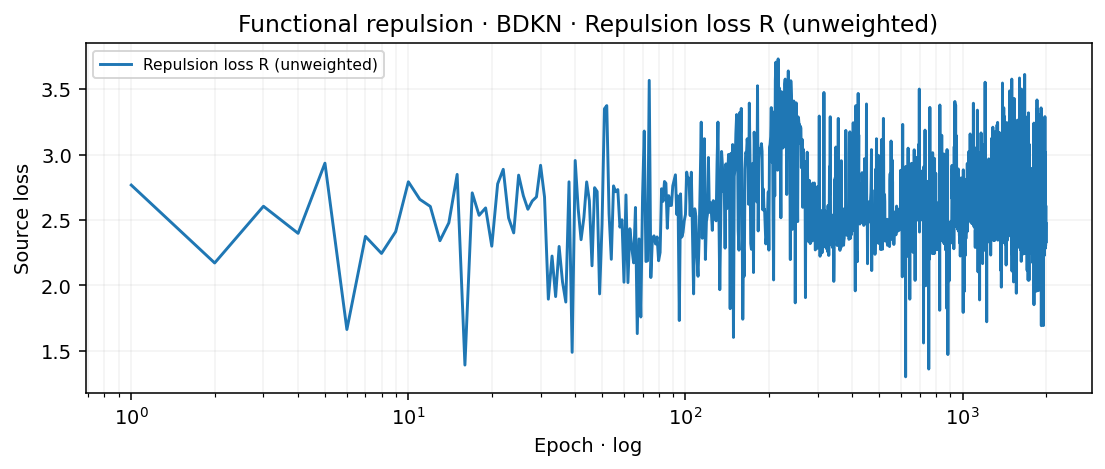 Functional repulsion · BDKN · Repulsion loss R (unweighted)
Repulsion loss R (unweighted)
Source loss
3.5
3.0
2.5
2.0
1.5
10⁰ 10¹ 10² 10³
Epoch · log